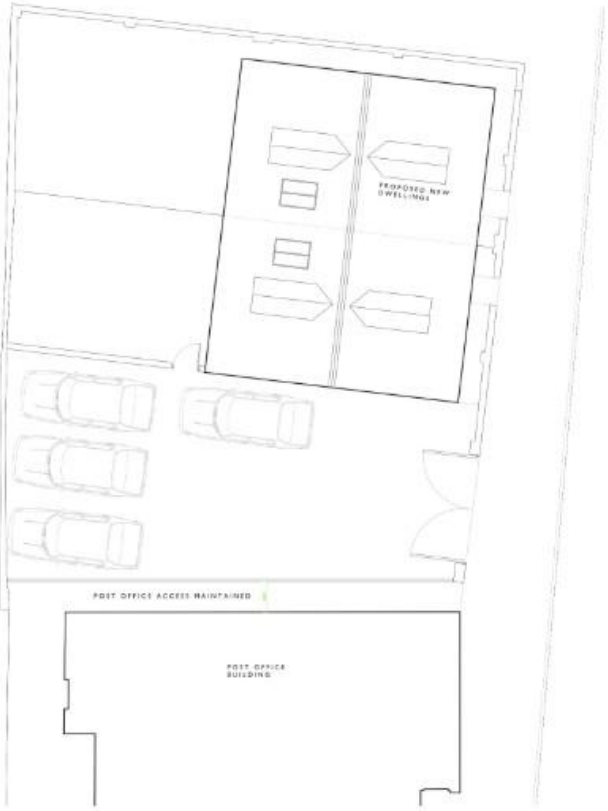 PROPOSED NEW
DWELLINGS
POST OFFICE ACCESS MAINTAINED
POST OFFICE
BUILDING